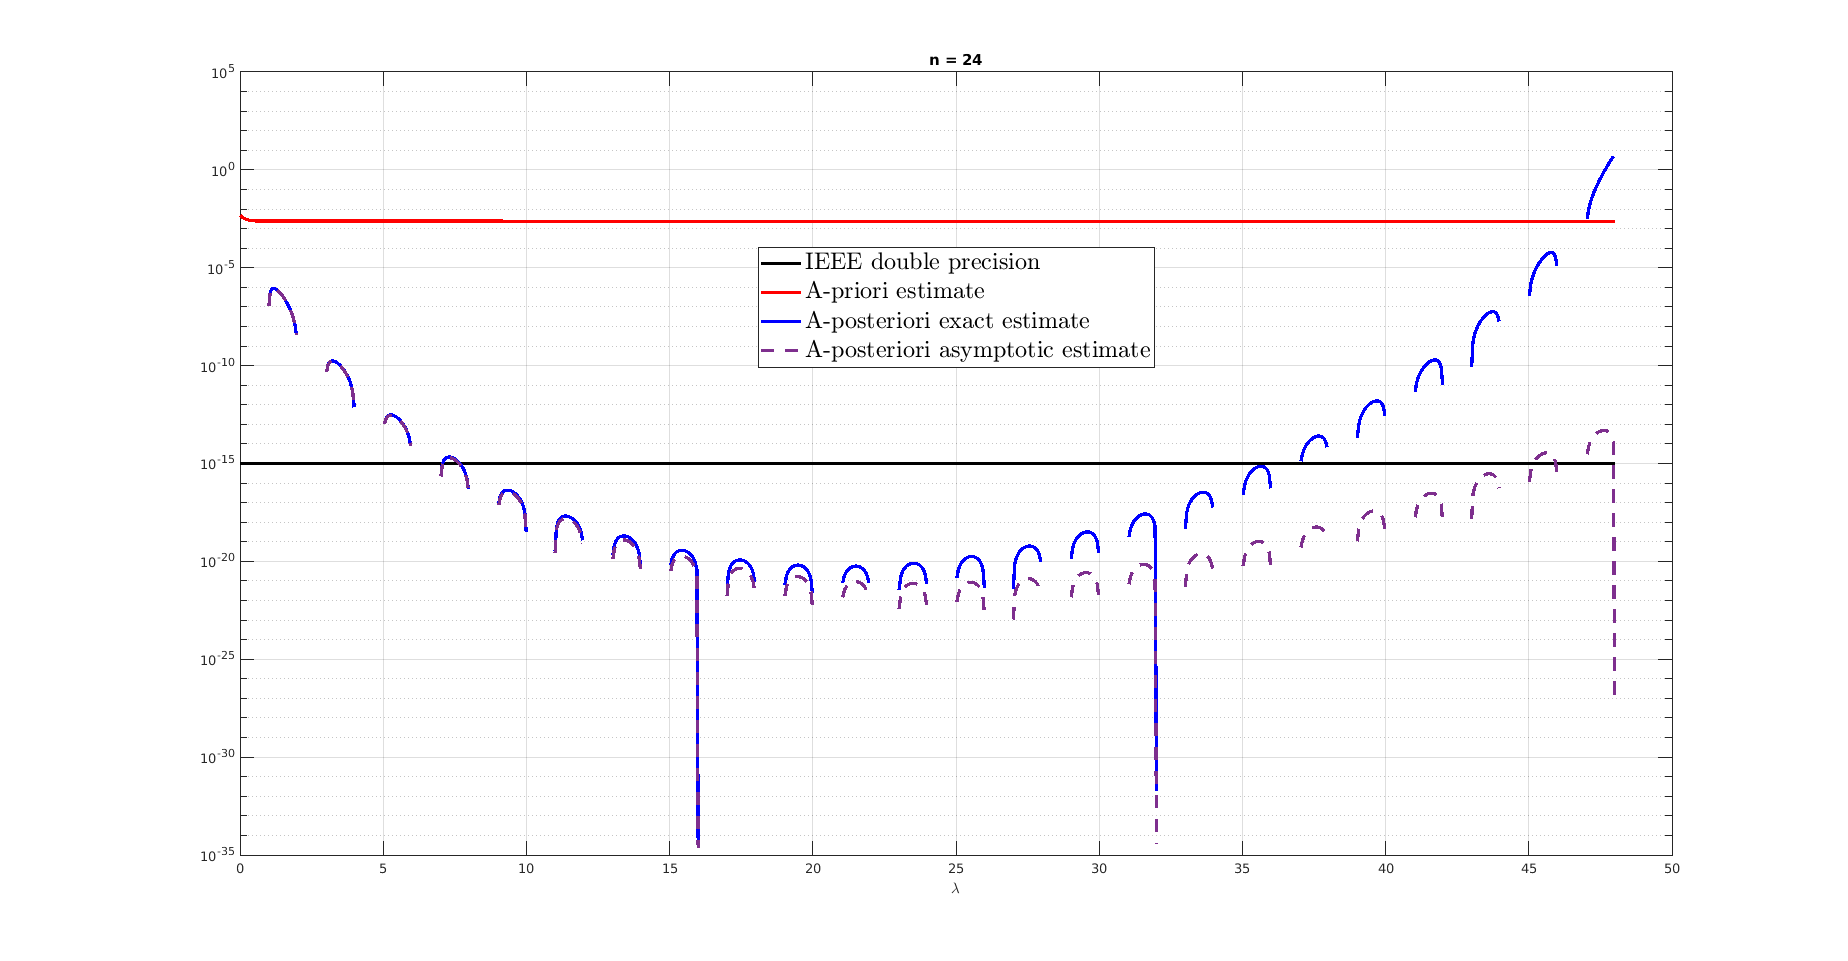 n = 24
10^5
10^0
10^-5
10^-10
10^-15
10^-20
10^-25
10^-30
10^-35
IEEE double precision
A-priori estimate
A-posteriori exact estimate
A-posteriori asymptotic estimate
0 5 10 15 20 25 30 35 40 45 50
λ